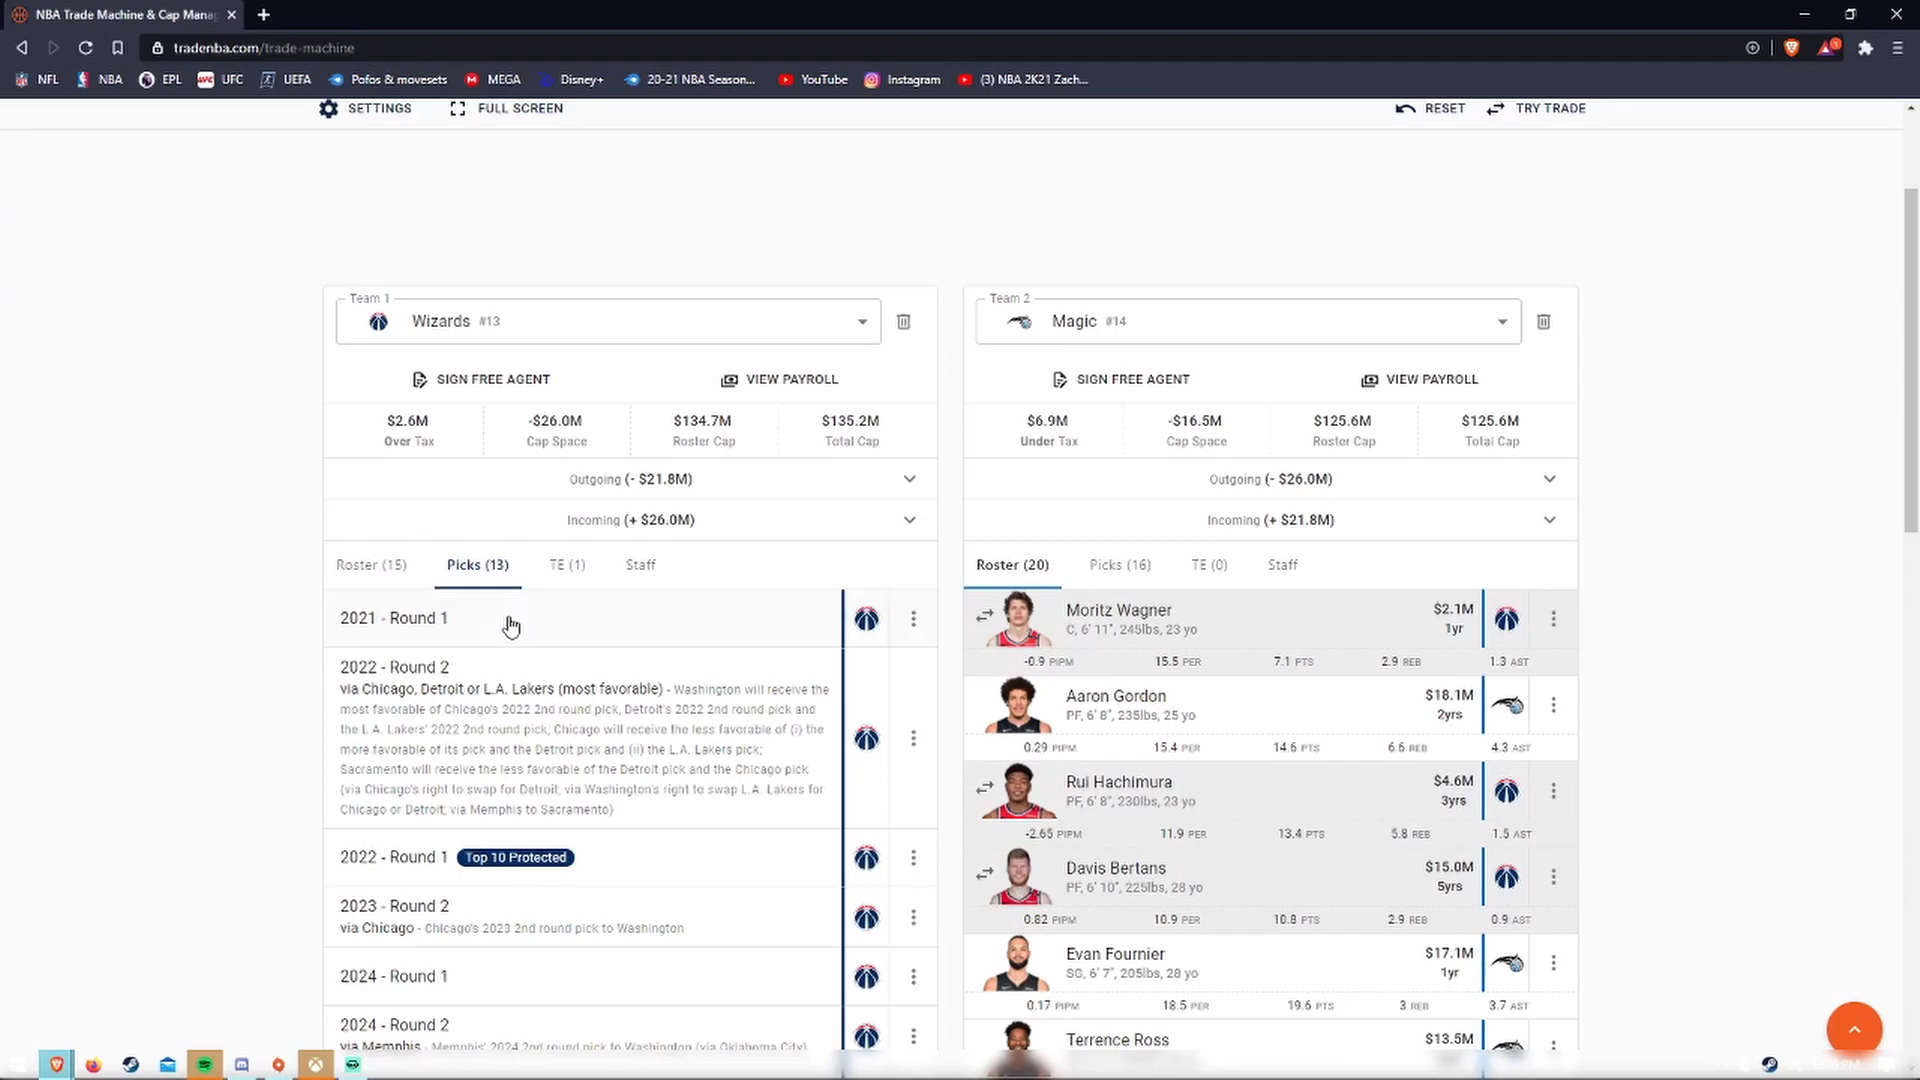 NBA Trade Machine & Cap Mana
tradenba.com/trade-machine
NFL NBA EPL UFC UEFA Pofos & movesets MEGA Disney+ 20-21 NBA Season... YouTube Instagram (3) NBA 2K21 Zach...
SETTINGS FULL SCREEN RESET TRY TRADE
Team 1
Wizards #13
SIGN FREE AGENT VIEW PAYROLL
$2.6M -$26.0M $134.7M $135.2M
Over Tax Cap Space Roster Cap Total Cap
Outgoing (- $21.8M)
Incoming (+ $26.0M)
Roster (15) Picks (13) TE (1) Staff
2021 - Round 1
2022 - Round 2
via Chicago, Detroit or L.A. Lakers (most favorable) - Washington will receive the
most favorable of Chicago's 2022 2nd round pick, Detroit's 2022 2nd round pick and
the L.A. Lakers' 2022 2nd round pick; Chicago will receive the less favorable of (i) the
more favorable of its pick and the Detroit pick and (ii) the L.A. Lakers pick;
Sacramento will receive the less favorable of the Detroit pick and the Chicago pick
(via Chicago's right to swap for Detroit; via Washington's right to swap L.A. Lakers for
Chicago or Detroit; via Memphis to Sacramento)
2022 - Round 1 Top 10 Protected
2023 - Round 2
via Chicago - Chicago's 2023 2nd round pick to Washington
2024 - Round 1
2024 - Round 2
via Memphis - Memphis' 2024 2nd round pick to Washington (via Oklahoma City)
Team 2
Magic #14
SIGN FREE AGENT VIEW PAYROLL
$6.9M -$16.5M $125.6M $125.6M
Under Tax Cap Space Roster Cap Total Cap
Outgoing (- $26.0M)
Incoming (+ $21.8M)
Roster (20) Picks (16) TE (0) Staff
Moritz Wagner $2.1M
C, 6' 11", 245lbs, 23 yo 1yr
-0.9 PIPM 15.5 PER 7.1 PTS 2.9 REB 1.3 AST
Aaron Gordon $18.1M
PF, 6' 8", 235lbs, 25 yo 2yrs
0.29 PIPM 15.4 PER 14.6 PTS 6.6 REB 4.3 AST
Rui Hachimura $4.6M
PF, 6' 8", 230lbs, 23 yo 3yrs
-2.65 PIPM 11.9 PER 13.4 PTS 5.8 REB 1.5 AST
Davis Bertans $15.0M
PF, 6' 10", 225lbs, 28 yo 5yrs
0.82 PIPM 10.9 PER 10.8 PTS 2.9 REB 0.9 AST
Evan Fournier $17.1M
SG, 6' 7", 205lbs, 28 yo 1yr
0.17 PIPM 18.5 PER 19.6 PTS 3 REB 3.7 AST
Terrence Ross $13.5M